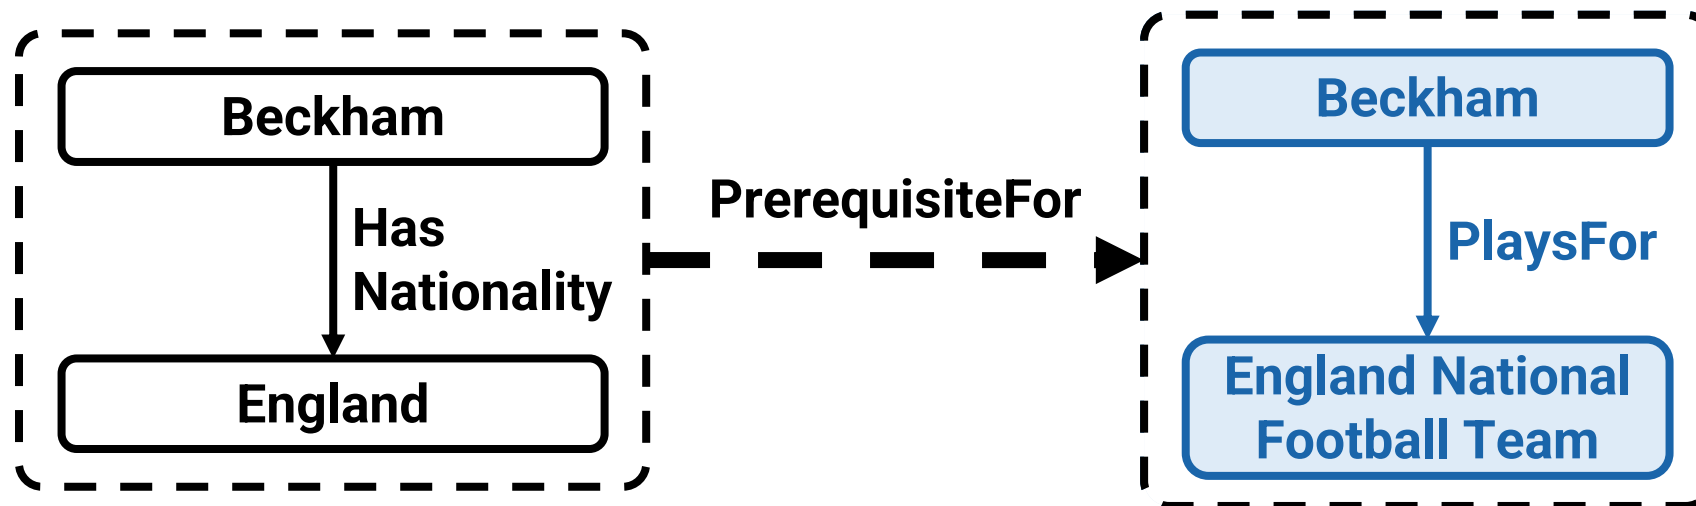 Beckham
Has
Nationality
England
PrerequisiteFor
Beckham
PlaysFor
England National
Football Team